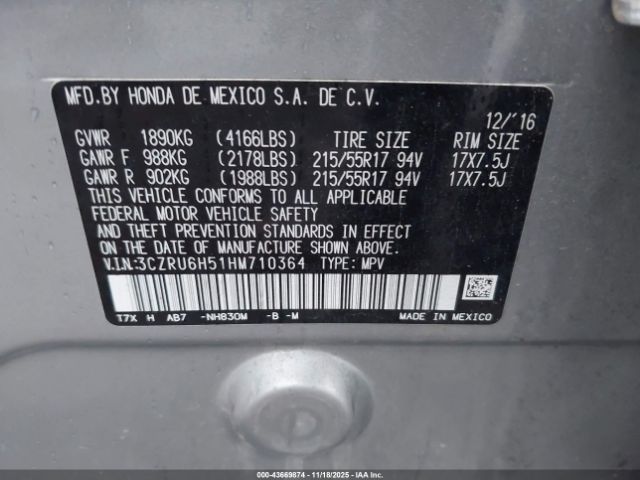 MFD.BY HONDA DE MEXICO S.A. DE C.V.
12/'16
GVWR 1890KG (4166LBS) TIRE SIZE RIM SIZE
GAWR F 988KG (2178LBS) 215/55R17 94V 17X7.5J
GAWR R 902KG (1988LBS) 215/55R17 94V 17X7.5J
THIS VEHICLE CONFORMS TO ALL APPLICABLE
FEDERAL MOTOR VEHICLE SAFETY
AND THEFT PREVENTION STANDARDS IN EFFECT
ON THE DATE OF MANUFACTURE SHOWN ABOVE.
V.I.N.:3CZRU6H51HM710364 TYPE: MPV
T7X H AB7 -NH830M -B -M MADE IN MEXICO
000-43669874 - 11/18/2025 - IAAI.COM